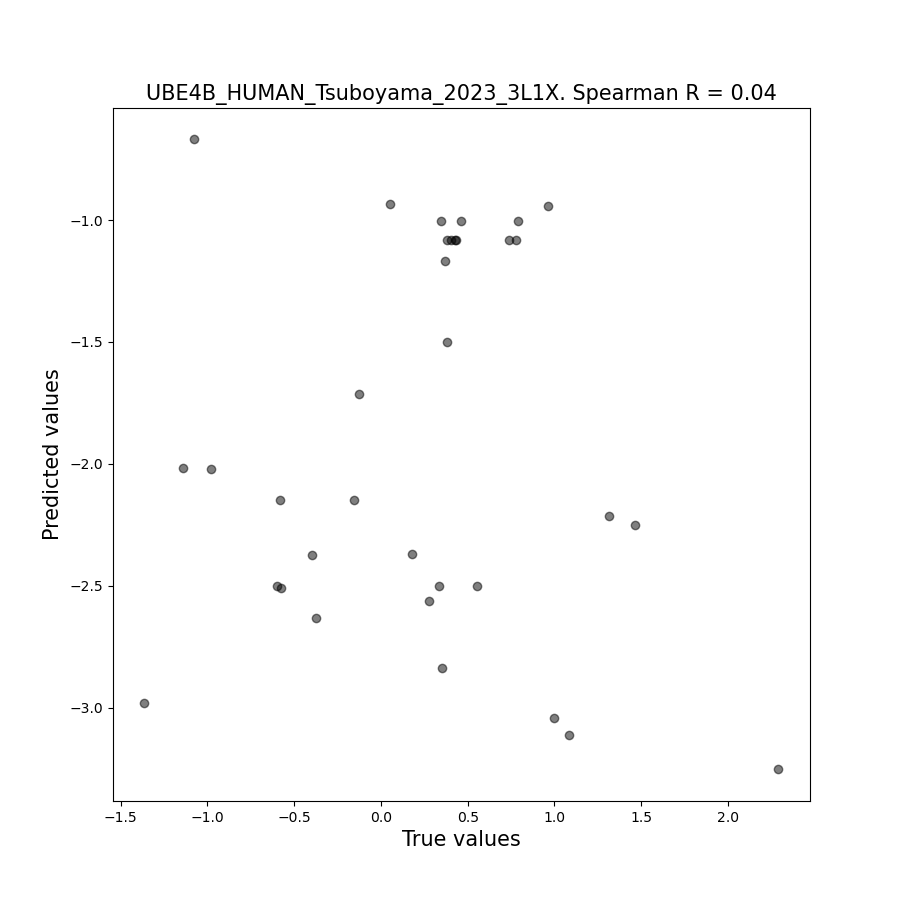 UBE4B_HUMAN_Tsuboyama_2023_3L1X. Spearman R = 0.04
−1.0
−1.5
−2.0
−2.5
−3.0
Predicted values
−1.5 −1.0 −0.5 0.0 0.5 1.0 1.5 2.0
True values